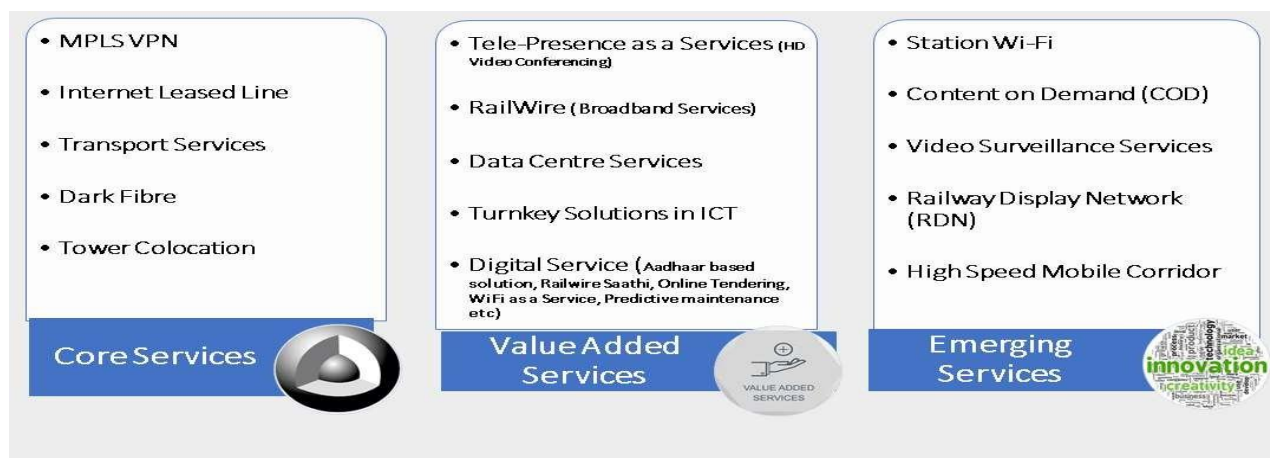 • MPLS VPN
• Internet Leased Line
• Transport Services
• Dark Fibre
• Tower Colocation
Core Services
• Tele-Presence as a Services (HD
Video Conferencing)
• RailWire (Broadband Services)
• Data Centre Services
• Turnkey Solutions in ICT
• Digital Service (Aadhaar based
solution, Railwire Saathi, Online Tendering,
WiFi as a Service, Predictive maintenance
etc)
Value Added
Services
VALUE ADDED
SERVICES
• Station Wi-Fi
• Content on Demand (COD)
• Video Surveillance Services
• Railway Display Network
(RDN)
• High Speed Mobile Corridor
Emerging
Services
market
technology
product
process
idea
innovation
creativity
business